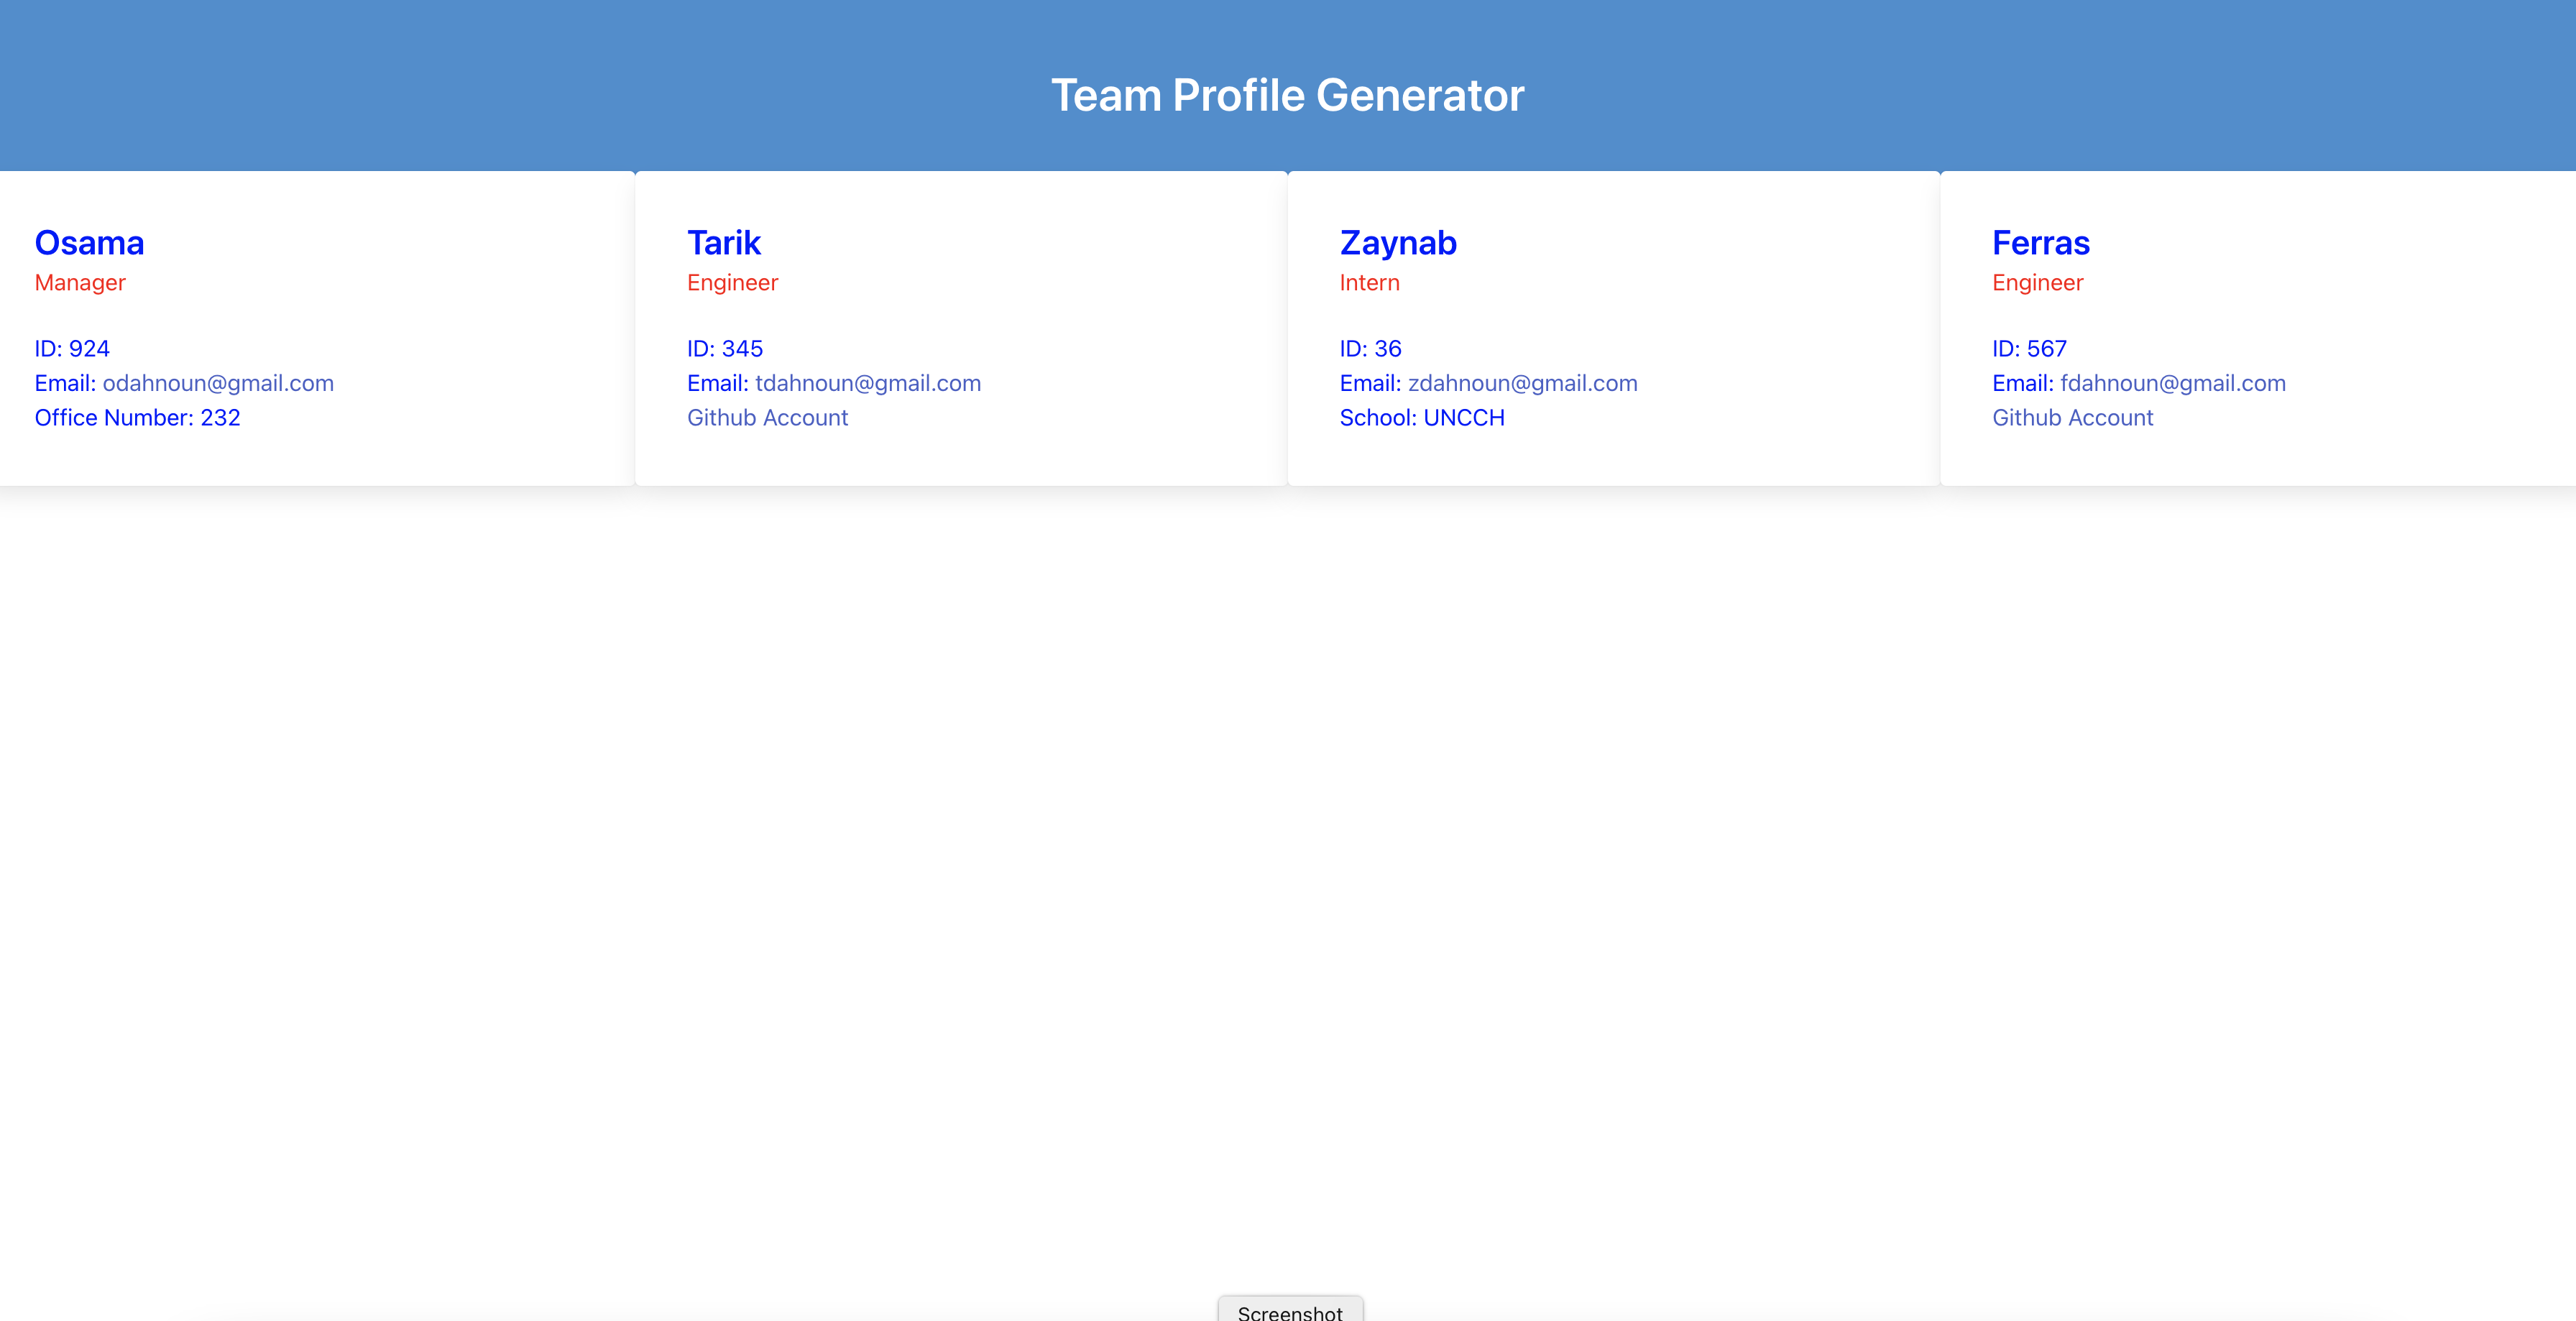 Team Profile Generator
Osama
Manager
ID: 924
Email: odahnoun@gmail.com
Office Number: 232
Tarik
Engineer
ID: 345
Email: tdahnoun@gmail.com
Github Account
Zaynab
Intern
ID: 36
Email: zdahnoun@gmail.com
School: UNCCH
Ferras
Engineer
ID: 567
Email: fdahnoun@gmail.com
Github Account
Screenshot